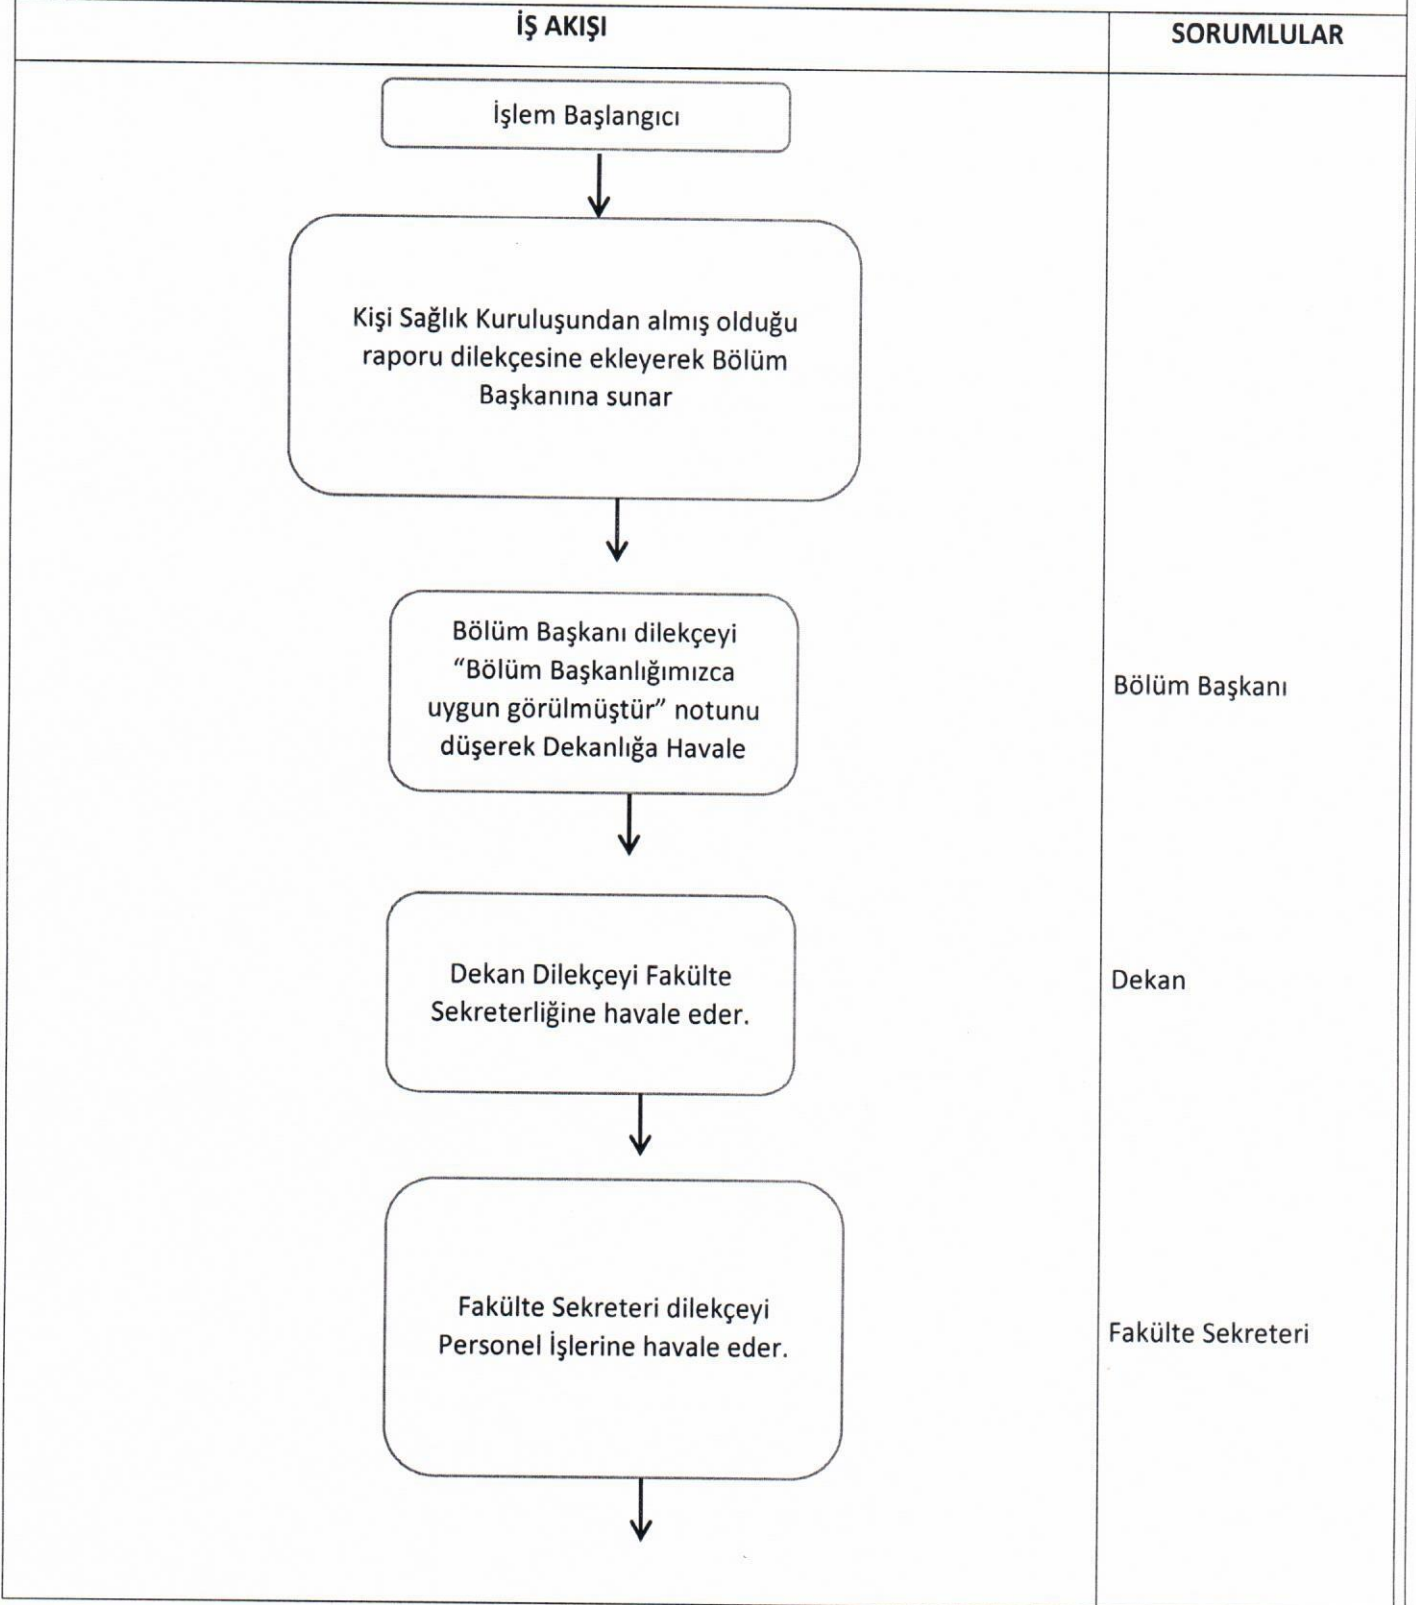 İŞ AKIŞI
SORUMLULAR
İşlem Başlangıcı
Kişi Sağlık Kuruluşundan almış olduğu
raporu dilekçesine ekleyerek Bölüm
Başkanına sunar
Bölüm Başkanı dilekçeyi
“Bölüm Başkanlığımızca
uygun görülmüştür” notunu
düşerek Dekanlığa Havale
Bölüm Başkanı
Dekan Dilekçeyi Fakülte
Sekreterliğine havale eder.
Dekan
Fakülte Sekreteri dilekçeyi
Personel İşlerine havale eder.
Fakülte Sekreteri